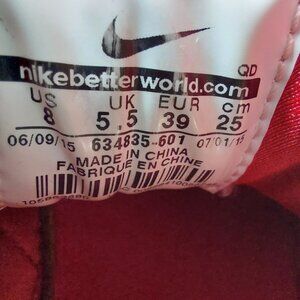 nikebetterworld.com
QD
US UK EUR cm
8 5.5 39 25
06/09/15 634835-601 07/01/15
MADE IN CHINA
FABRIQUE EN CHINE